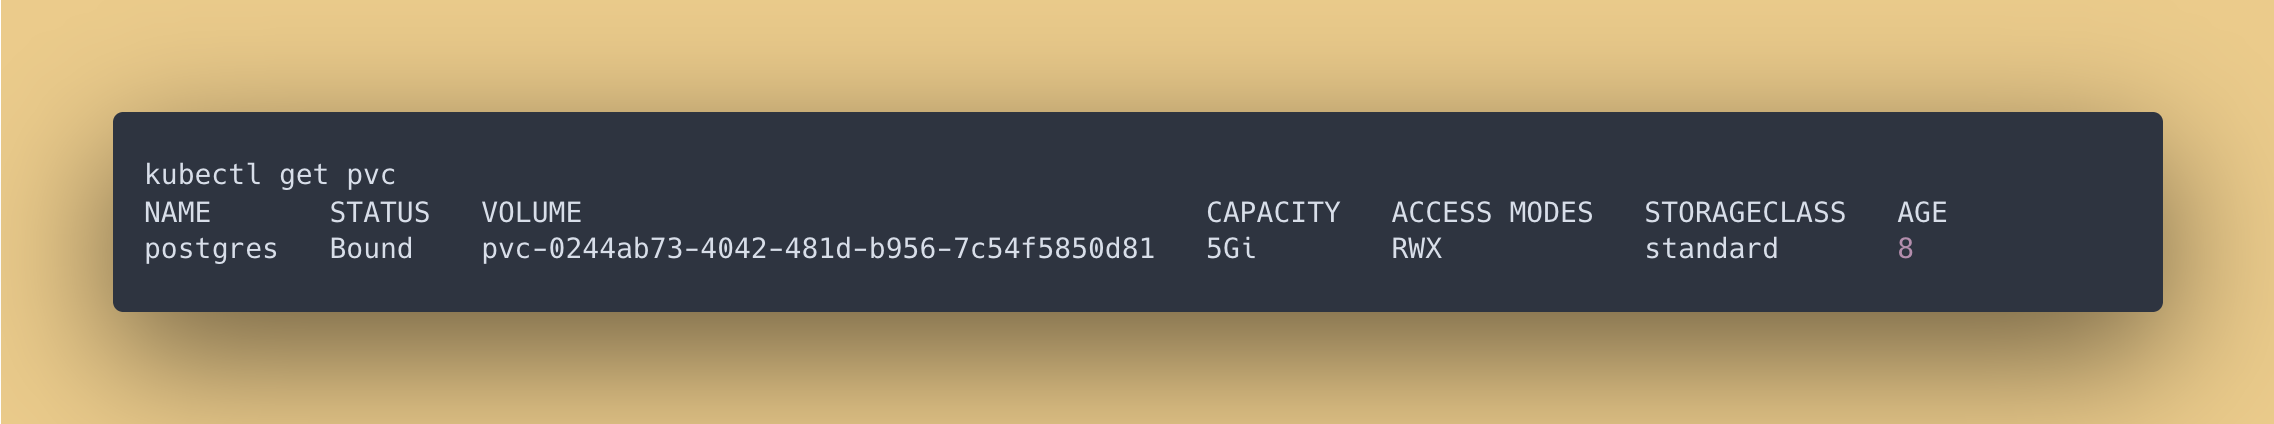 kubectl get pvc
NAME       STATUS   VOLUME                                     CAPACITY   ACCESS MODES   STORAGECLASS   AGE
postgres   Bound    pvc-0244ab73-4042-481d-b956-7c54f5850d81   5Gi        RWX            standard       8